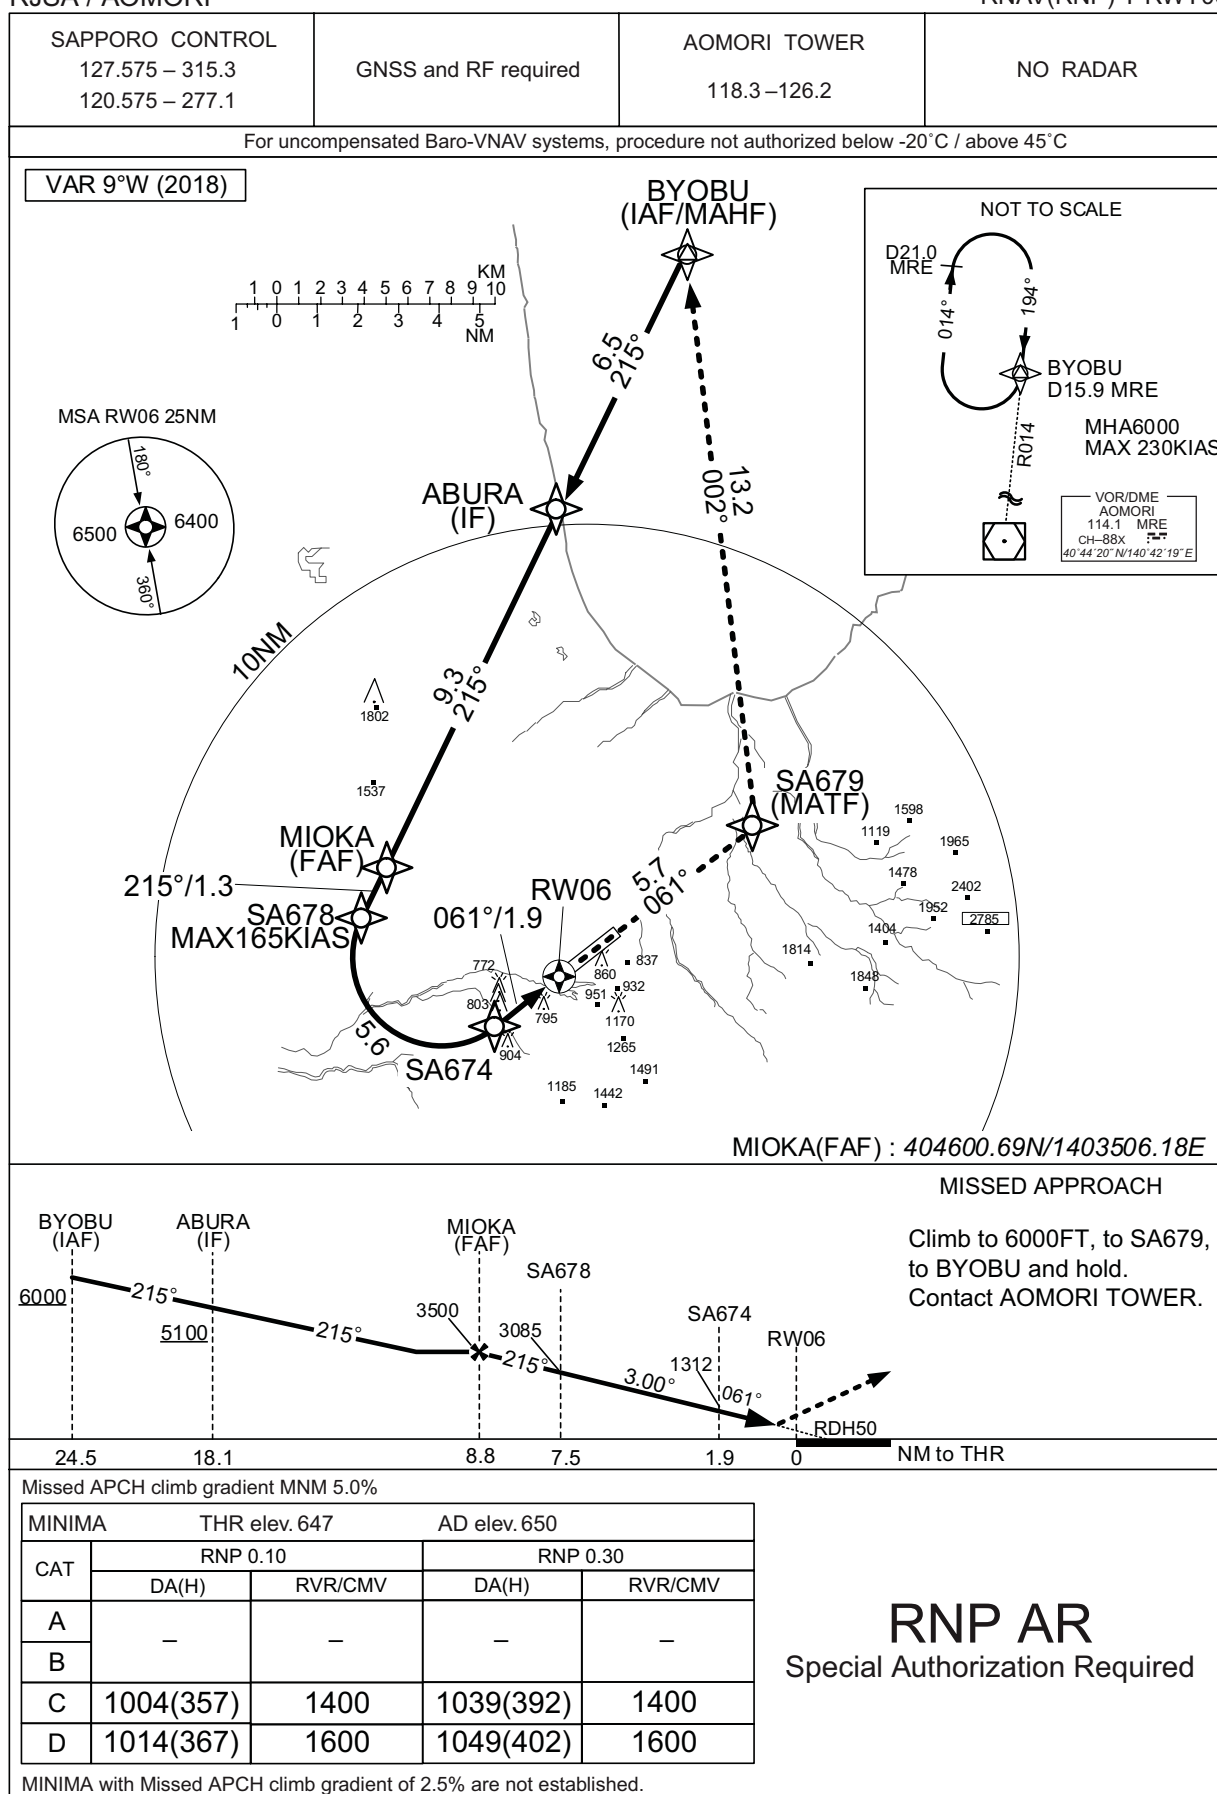 RJSA / AOMORI
RNAV(RNP) Y RWY
SAPPORO CONTROL
127.575 – 315.3
120.575 – 277.1
GNSS and RF required
AOMORI TOWER
118.3 –126.2
NO RADAR
For uncompensated Baro-VNAV systems, procedure not authorized below -20˚C / above 45˚C
VAR 9°W (2018)
BYOBU
(IAF/MAHF)
NOT TO SCALE
D21.0
MRE
014°
194°
BYOBU
D15.9 MRE
MHA6000
MAX 230KIAS
R014
VOR/DME
AOMORI
114.1 MRE
CH–88X
40˚44´20˝ N/140˚42´19˝ E
KM
1 0 1 2 3 4 5 6 7 8 9 10
1 0 1 2 3 4 5
NM
6.5
215°
MSA RW06 25NM
180°
6500
6400
360°
ABURA
(IF)
13.2
002°
10NM
9.3
215°
1802
1537
SA679
(MATF)
1598
1119
1965
MIOKA
(FAF)
1478
2402
215°/1.3
RW06
5.7
061°
SA678
MAX165KIAS
061°/1.9
1952
2785
1404
1814
1848
772
837
860
932
951
803
795
1170
5.6
904
1265
SA674
1491
1185
1442
MIOKA(FAF) : 404600.69N/1403506.18E
MISSED APPROACH
Climb to 6000FT, to SA679,
to BYOBU and hold.
Contact AOMORI TOWER.
BYOBU
(IAF)
ABURA
(IF)
MIOKA
(FAF)
SA678
SA674
RW06
6000
215°
5100
215°
3500
3085
215°
3.00°
1312
061°
RDH50
24.5
18.1
8.8
7.5
1.9
0
NM to THR
Missed APCH climb gradient MNM 5.0%
MINIMA THR elev. 647 AD elev. 650
CAT
RNP 0.10
RNP 0.30
DA(H)
RVR/CMV
DA(H)
RVR/CMV
A
B
– – – –
C 1004(357) 1400 1039(392) 1400
D 1014(367) 1600 1049(402) 1600
RNP AR
Special Authorization Required
MINIMA with Missed APCH climb gradient of 2.5% are not established.